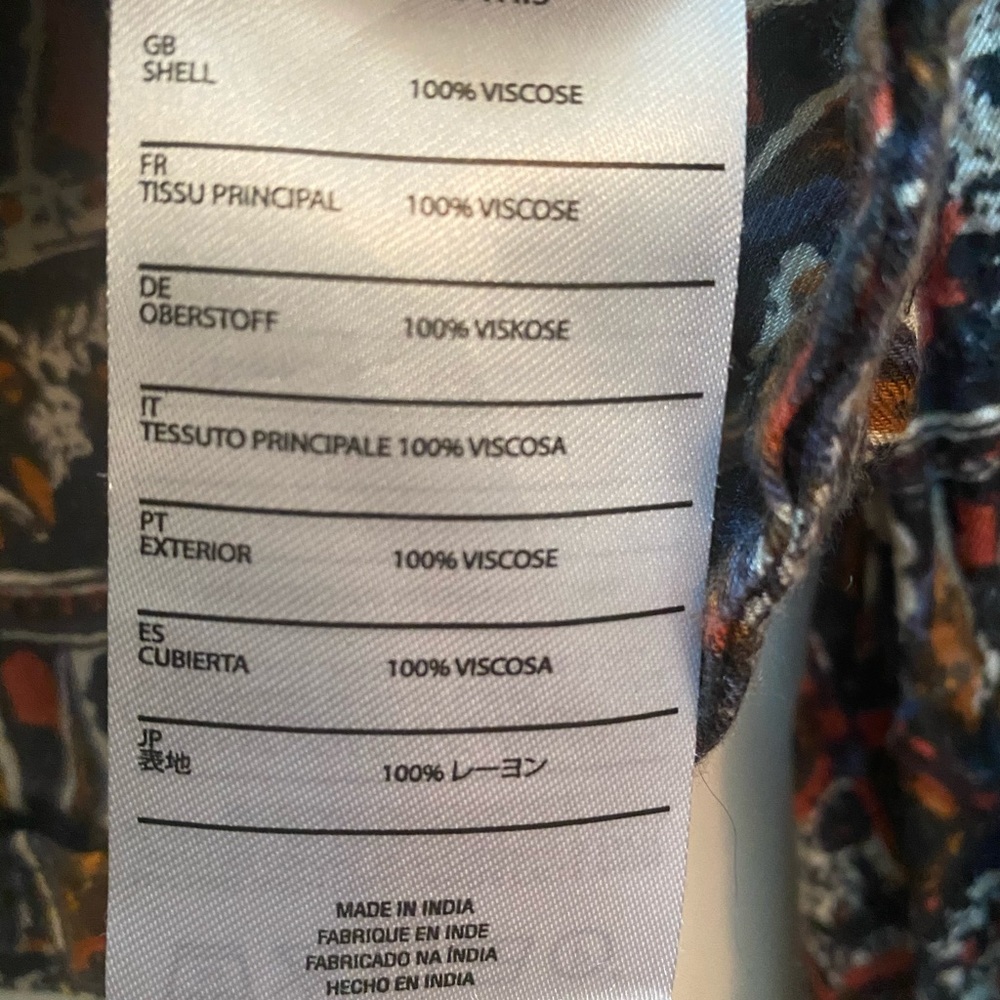 GB
SHELL 100% VISCOSE
FR
TISSU PRINCIPAL 100% VISCOSE
DE
OBERSTOFF 100% VISKOSE
IT
TESSUTO PRINCIPALE 100% VISCOSA
PT
EXTERIOR 100% VISCOSE
ES
CUBIERTA 100% VISCOSA
JP
表地 100% レーヨン
MADE IN INDIA
FABRIQUE EN INDE
FABRICADO NA ÍNDIA
HECHO EN INDIA